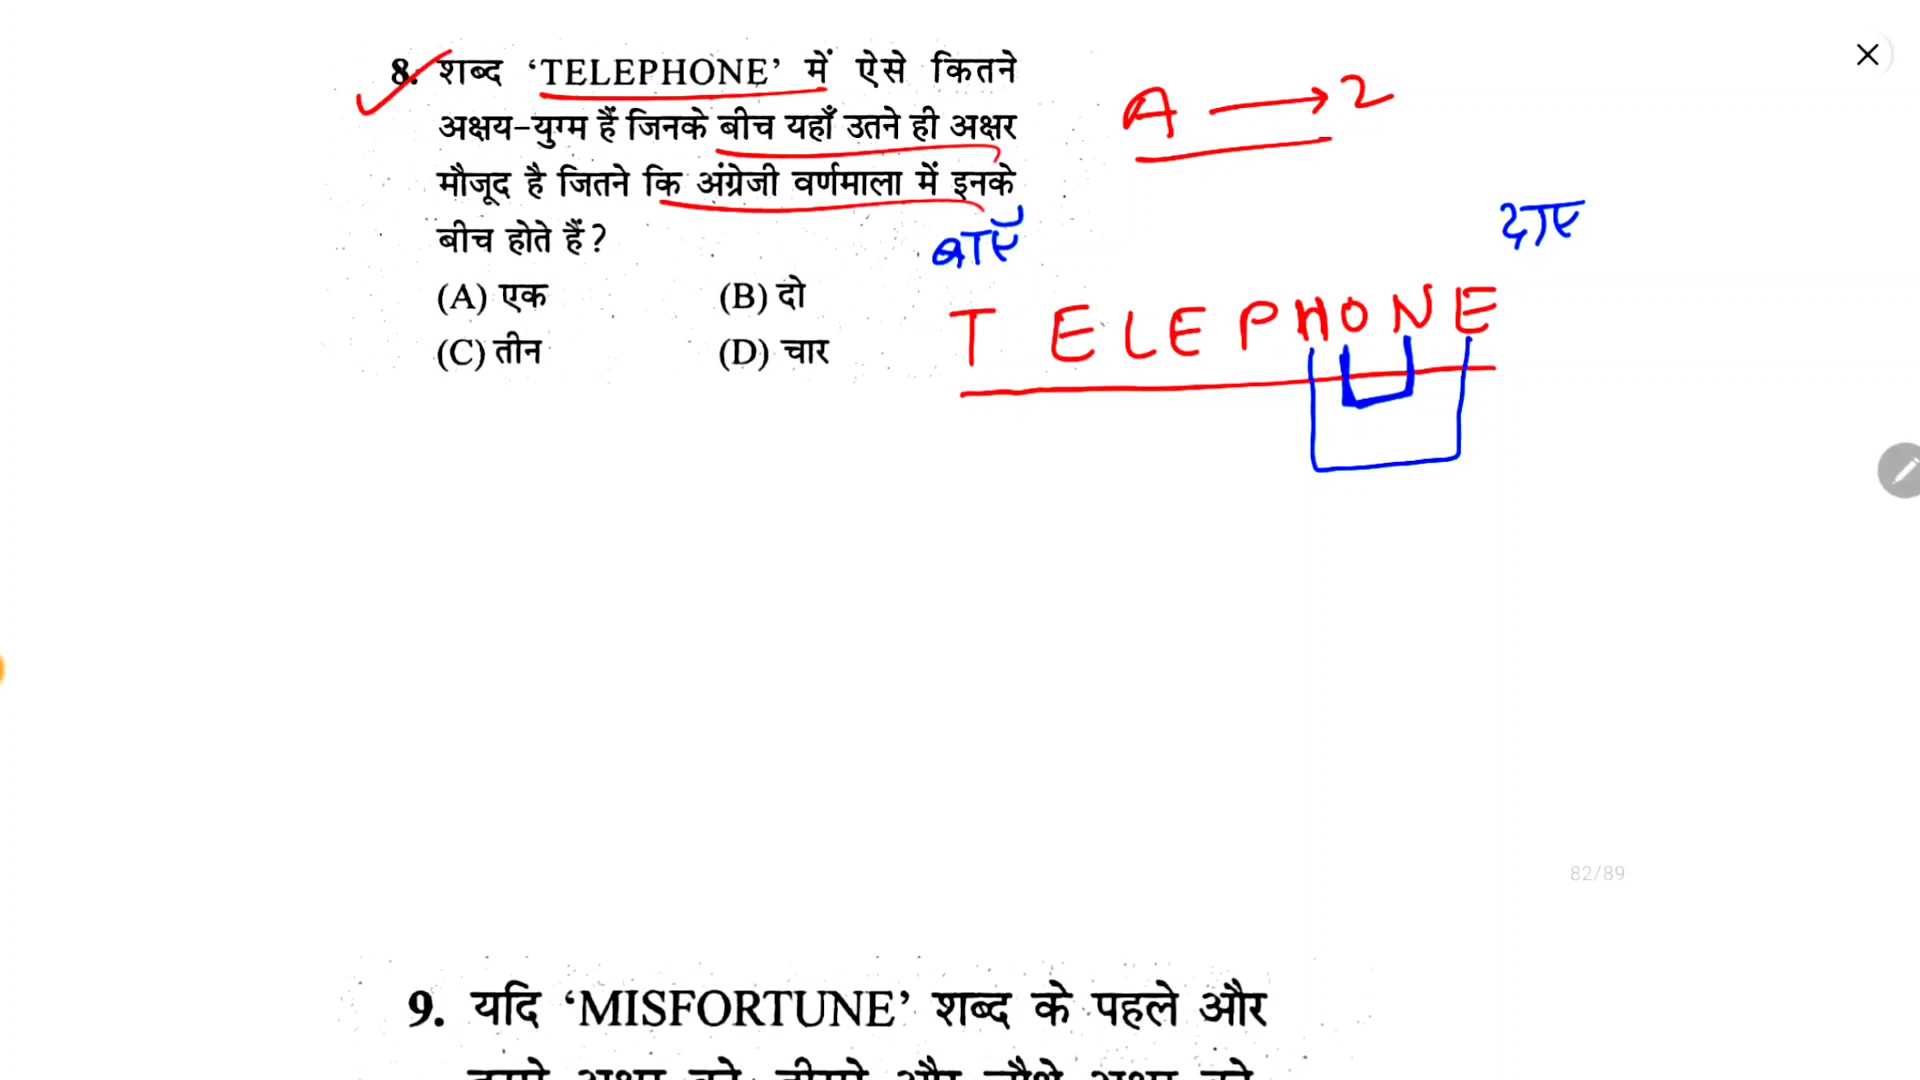 8. शब्द ‘TELEPHONE’ में ऐसे कितने
अक्षय-युग्म हैं जिनके बीच यहाँ उतने ही अक्षर
मौजूद है जितने कि अंग्रेजी वर्णमाला में इनके
बीच होते हैं?
(A) एक (B) दो
(C) तीन (D) चार
A → 2
बाएँ दाए
TELEPHONE
82/89
9. यदि ‘MISFORTUNE’ शब्द के पहले और